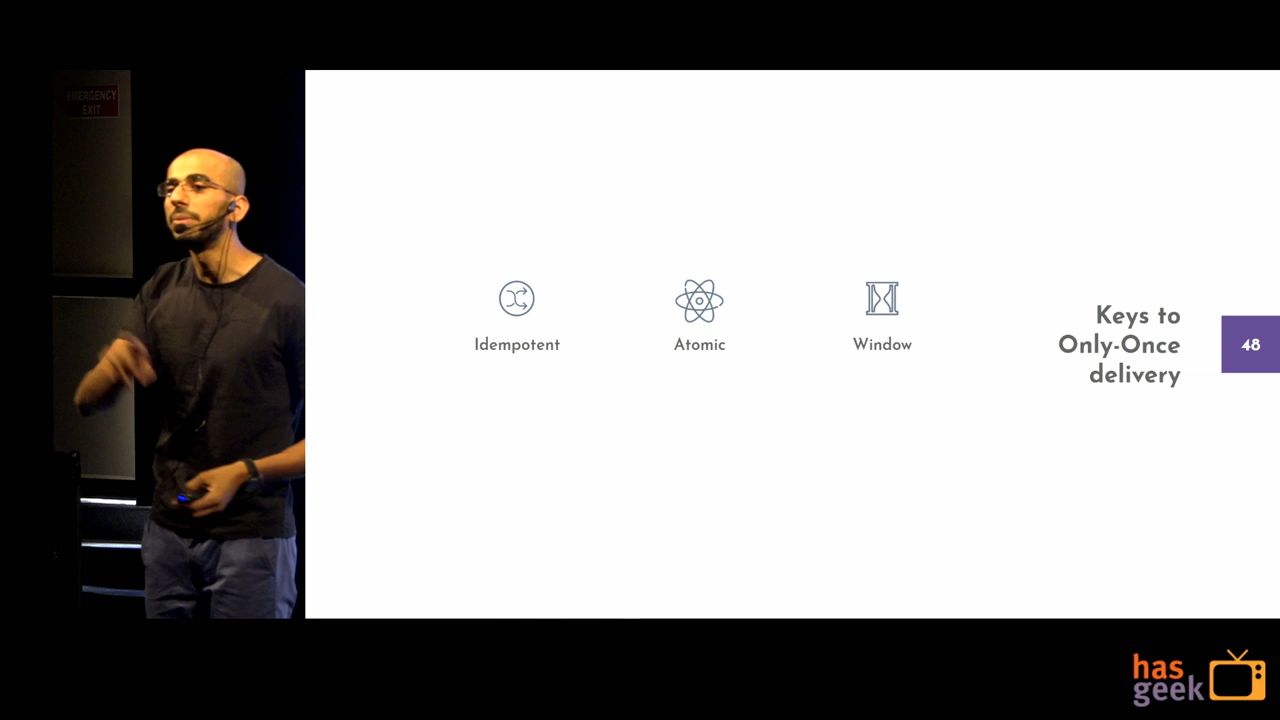 EMERGENCY
EXIT
Idempotent
Atomic
Window
Keys to
Only-Once
delivery
48
has
geek